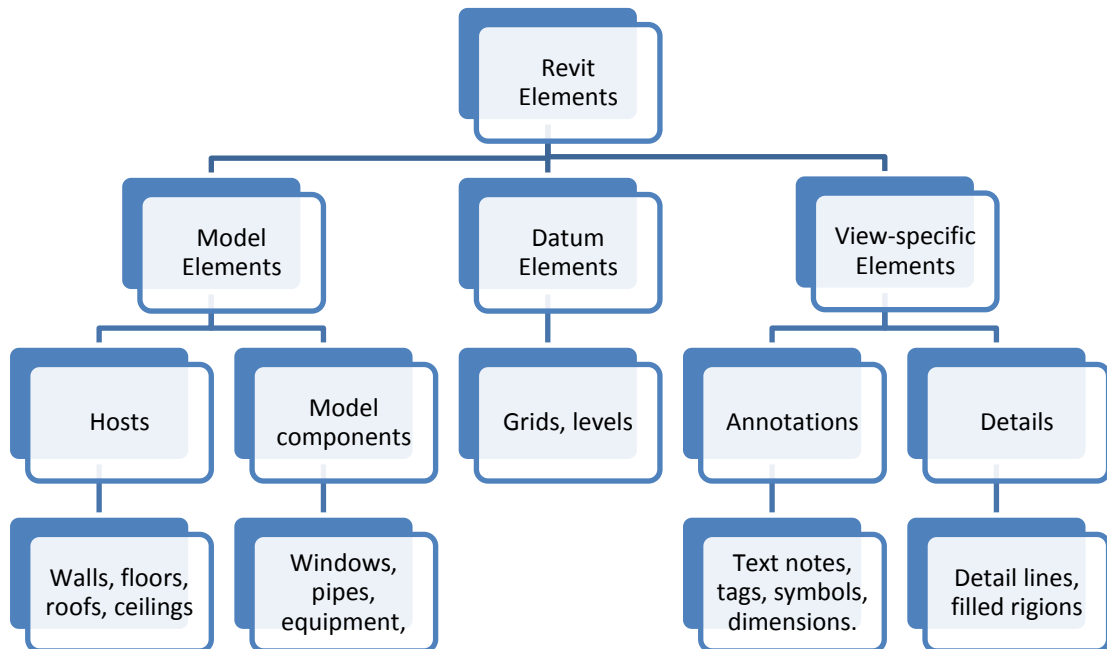 Revit
Elements
Model
Elements
Datum
Elements
View-specific
Elements
Hosts
Model
components
Grids, levels
Annotations
Details
Walls, floors,
roofs, ceilings
Windows,
pipes,
equipment,
Text notes,
tags, symbols,
dimensions.
Detail lines,
filled rigions